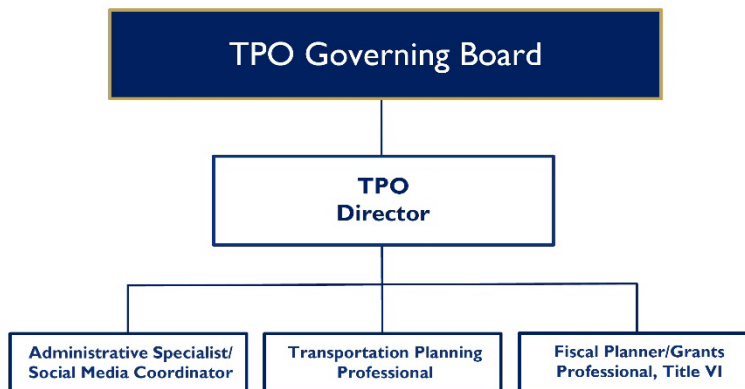 TPO Governing Board
TPO
Director
Administrative Specialist/
Social Media Coordinator
Transportation Planning
Professional
Fiscal Planner/Grants
Professional, Title VI